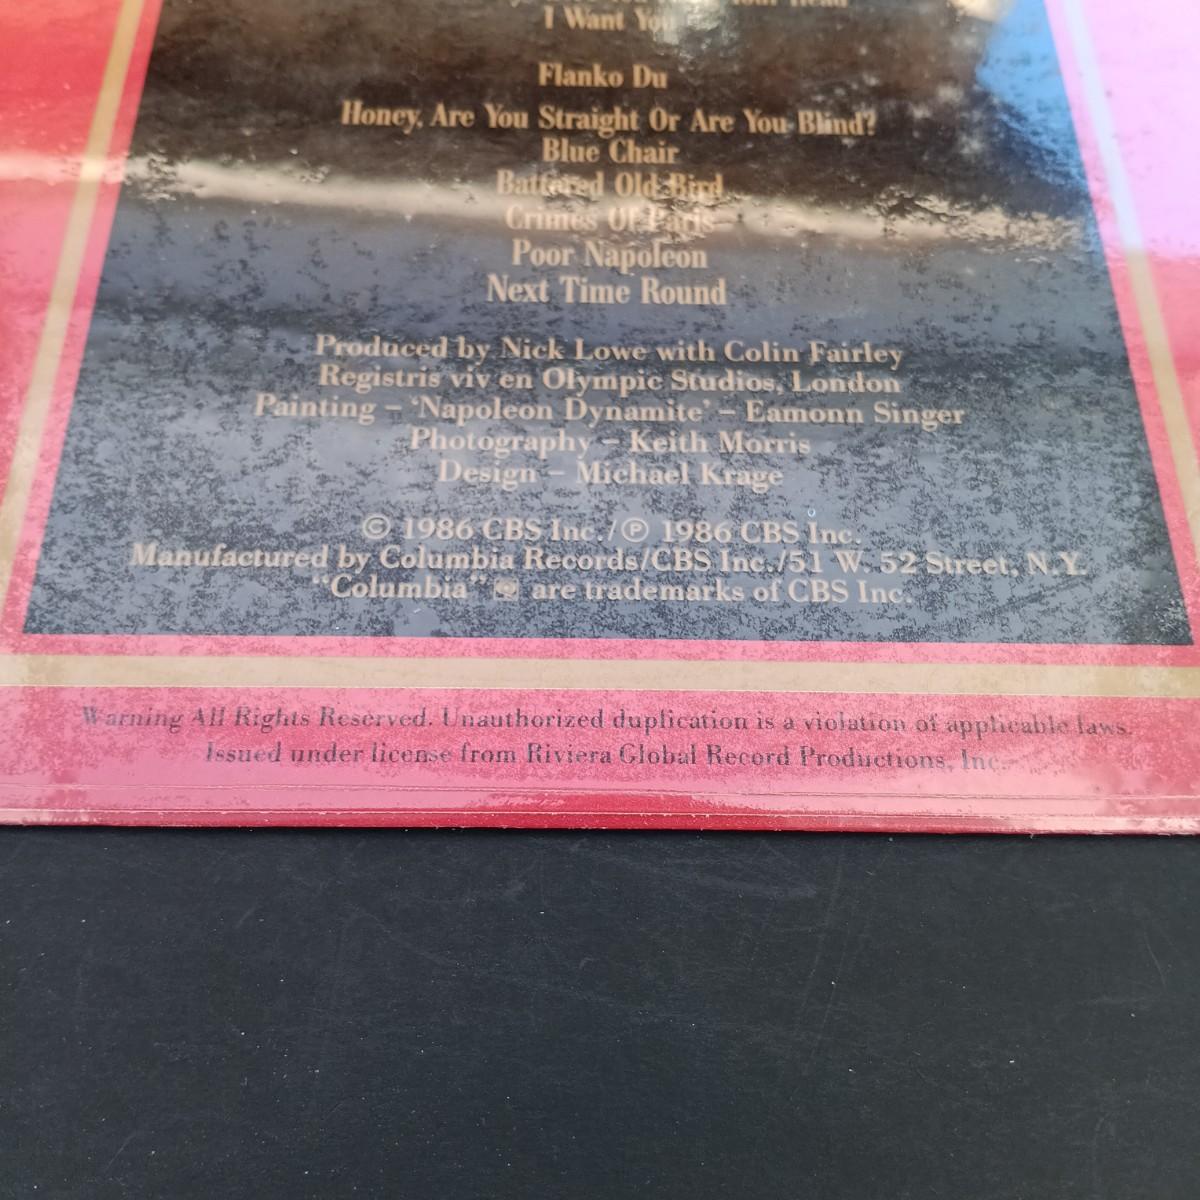 Your Head
I Want You
Flanko Du
Honey, Are You Straight Or Are You Blind?
Blue Chair
Battered Old Bird
Crimes Of Paris
Poor Napoleon
Next Time Round
Produced by Nick Lowe with Colin Fairley
Registris viv en Olympic Studios, London
Painting – ‘Napoleon Dynamite’ – Eamonn Singer
Photography – Keith Morris
Design – Michael Krage
© 1986 CBS Inc./℗ 1986 CBS Inc.
Manufactured by Columbia Records/CBS Inc./51 W. 52 Street, N.Y.
“Columbia” are trademarks of CBS Inc.
Warning All Rights Reserved. Unauthorized duplication is a violation of applicable laws.
Issued under license from Riviera Global Record Productions, Inc.